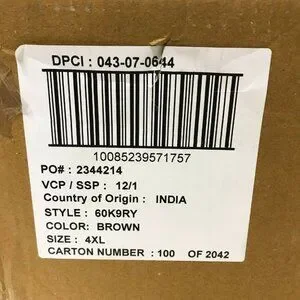 DPCI : 043-07-0644
10085239571757
PO# : 2344214
VCP / SSP : 12/1
Country of Origin : INDIA
STYLE : 60K9RY
COLOR: BROWN
SIZE : 4XL
CARTON NUMBER : 100 OF 2042